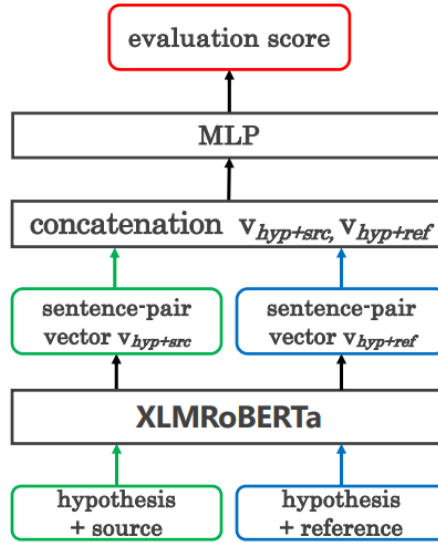 evaluation score
MLP
concatenation v_hyp+src, v_hyp+ref
sentence-pair
vector v_hyp+src
sentence-pair
vector v_hyp+ref
XLMRoBERTa
hypothesis
+ source
hypothesis
+ reference